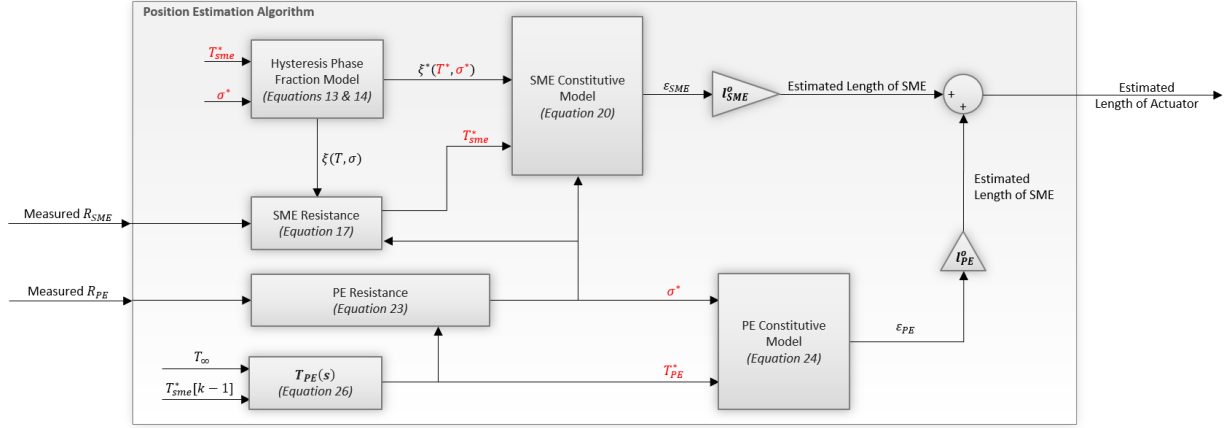 Position Estimation Algorithm
T*sme
σ*
Hysteresis Phase
Fraction Model
(Equations 13 & 14)
ξ*(T*, σ*)
SME Constitutive
Model
(Equation 20)
εSME
l°SME
Estimated Length of SME
+
+
Estimated
Length of Actuator
ξ(T, σ)
T*sme
Estimated
Length of SME
Measured RSME
SME Resistance
(Equation 17)
l°PE
Measured RPE
PE Resistance
(Equation 23)
σ*
PE Constitutive
Model
(Equation 24)
εPE
T∞
T*sme[k − 1]
TPE(s)
(Equation 26)
T*PE